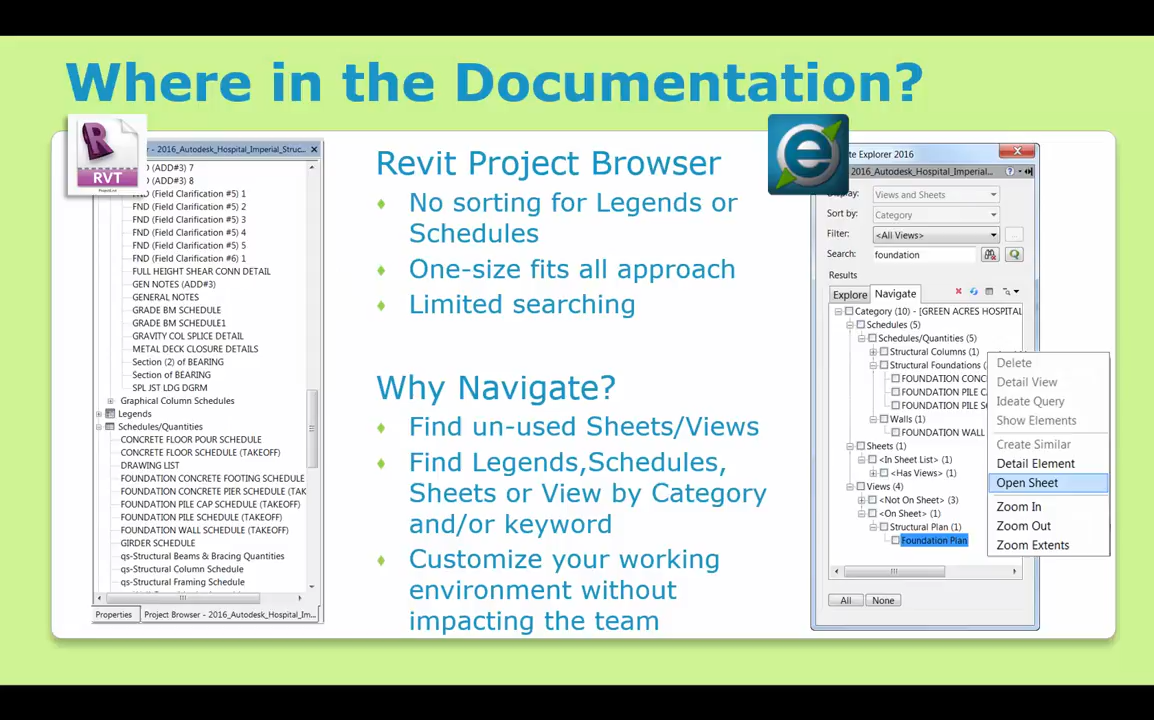 Where in the Documentation?
RVT
- 2016_Autodesk_Hospital_Imperial_Struc...
(ADD#3) 7
(ADD#3) 8
(Field Clarification #5) 1
FND (Field Clarification #5) 2
FND (Field Clarification #5) 3
FND (Field Clarification #5) 4
FND (Field Clarification #5) 5
FND (Field Clarification #6) 1
FULL HEIGHT SHEAR CONN DETAIL
GEN NOTES (ADD#3)
GENERAL NOTES
GRADE BM SCHEDULE
GRADE BM SCHEDULE1
GRAVITY COL SPLICE DETAIL
METAL DECK CLOSURE DETAILS
Section (2) of BEARING
Section of BEARING
SPL JST LDG DGRM
Graphical Column Schedules
Legends
Schedules/Quantities
CONCRETE FLOOR POUR SCHEDULE
CONCRETE FLOOR SCHEDULE (TAKEOFF)
DRAWING LIST
FOUNDATION CONCRETE FOOTING SCHEDULE
FOUNDATION CONCRETE PIER SCHEDULE (TAK
FOUNDATION PILE CAP SCHEDULE (TAKEOFF)
FOUNDATION PILE SCHEDULE (TAKEOFF)
FOUNDATION WALL SCHEDULE (TAKEOFF)
GIRDER SCHEDULE
qs-Structural Beams & Bracing Quantities
qs-Structural Column Schedule
qs-Structural Framing Schedule
Properties
Project Browser - 2016_Autodesk_Hospital_Im...
Revit Project Browser
No sorting for Legends or
Schedules
One-size fits all approach
Limited searching
Why Navigate?
Find un-used Sheets/Views
Find Legends,Schedules,
Sheets or View by Category
and/or keyword
Customize your working
environment without
impacting the team
te Explorer 2016
2016_Autodesk_Hospital_Imperial...
Display: Views and Sheets
Sort by: Category
Filter: <All Views>
Search: foundation
Results
Explore Navigate
Category (10) - [GREEN ACRES HOSPITAL
Schedules (5)
Schedules/Quantities (5)
Structural Columns (1)
Structural Foundations (
FOUNDATION CONC
FOUNDATION PILE C
FOUNDATION PILE S
Walls (1)
FOUNDATION WALL
Sheets (1)
<In Sheet List> (1)
<Has Views> (1)
Views (4)
<Not On Sheet> (3)
<On Sheet> (1)
Structural Plan (1)
Foundation Plan
All None
Delete
Detail View
Ideate Query
Show Elements
Create Similar
Detail Element
Open Sheet
Zoom In
Zoom Out
Zoom Extents